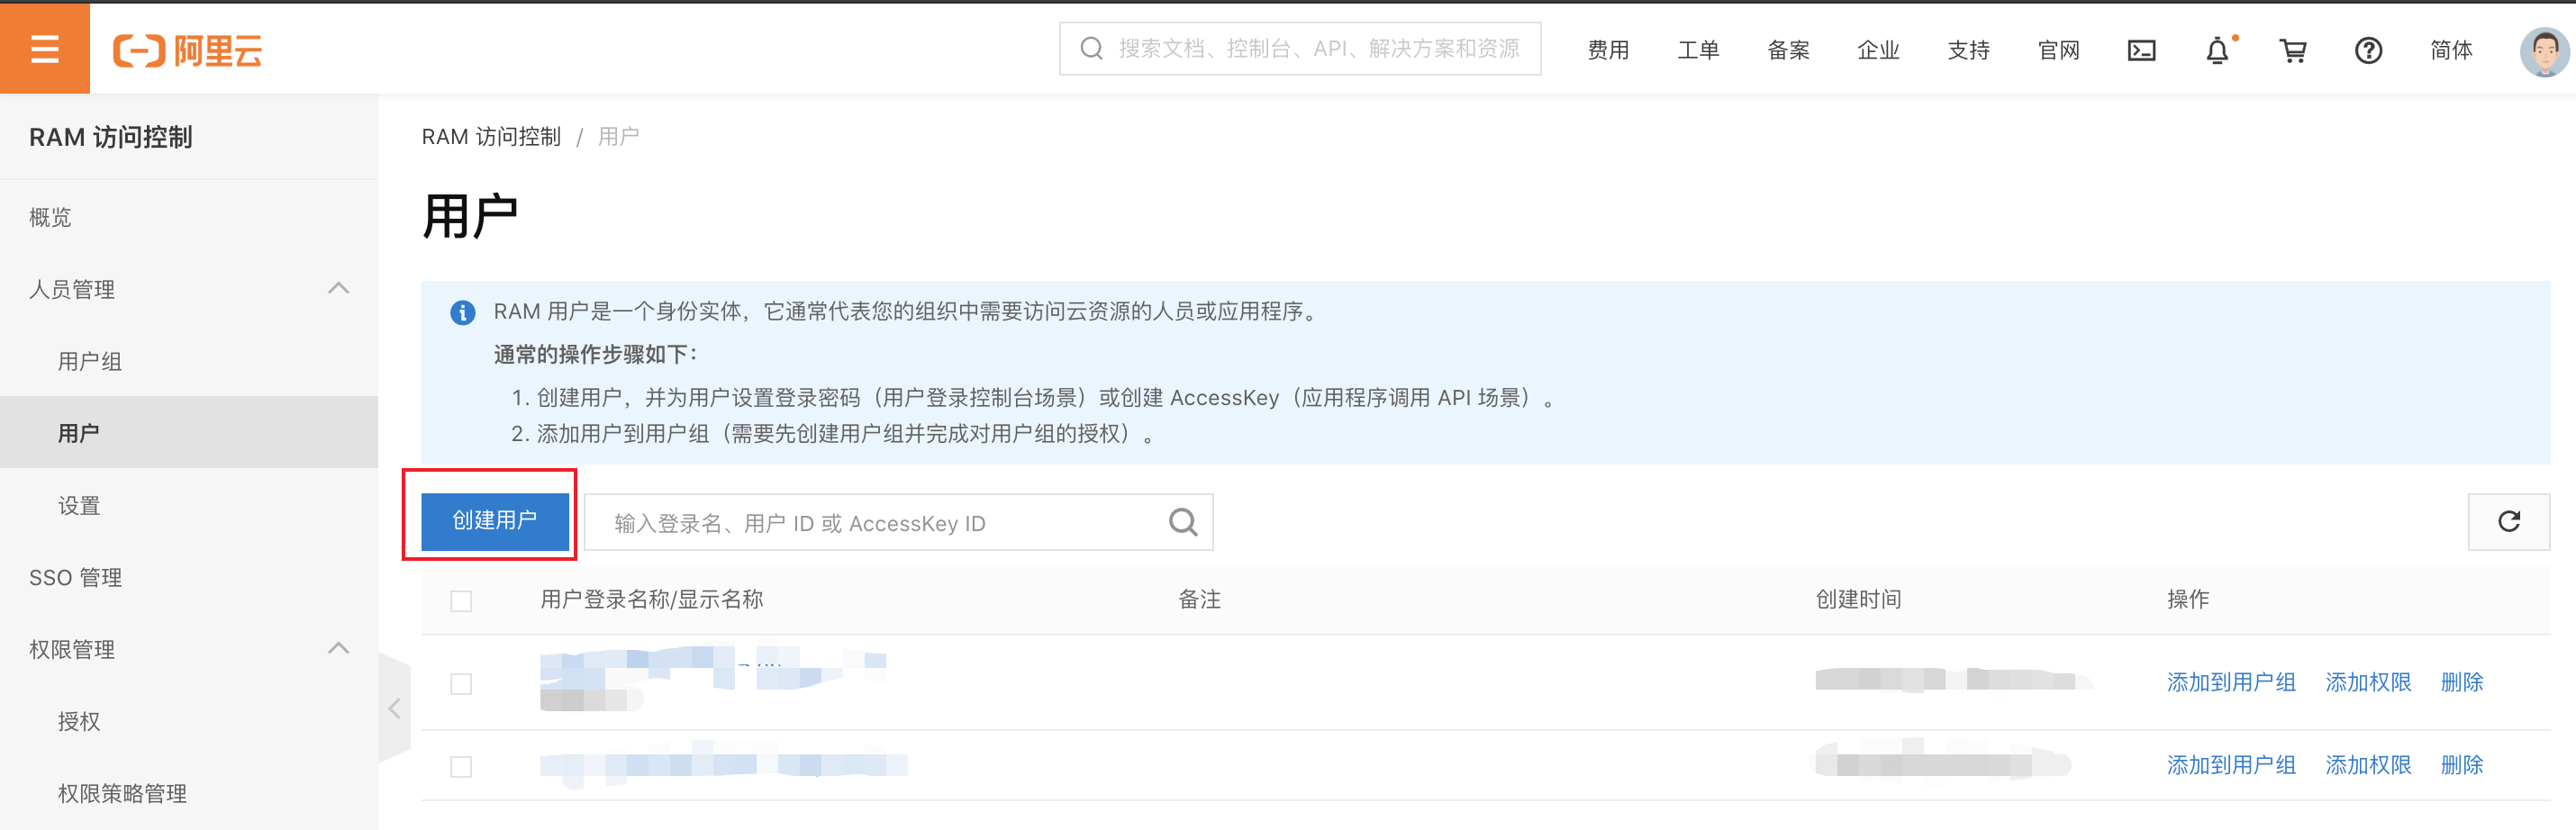 阿里云
搜索文档、控制台、API、解决方案和资源
费用 工单 备案 企业 支持 官网 简体
RAM 访问控制
概览
人员管理
用户组
用户
设置
SSO 管理
权限管理
授权
权限策略管理
RAM 访问控制 / 用户
用户
RAM 用户是一个身份实体，它通常代表您的组织中需要访问云资源的人员或应用程序。
通常的操作步骤如下：
1. 创建用户，并为用户设置登录密码（用户登录控制台场景）或创建 AccessKey（应用程序调用 API 场景）。
2. 添加用户到用户组（需要先创建用户组并完成对用户组的授权）。
创建用户
输入登录名、用户 ID 或 AccessKey ID
用户登录名称/显示名称 备注 创建时间 操作
添加到用户组 添加权限 删除
添加到用户组 添加权限 删除